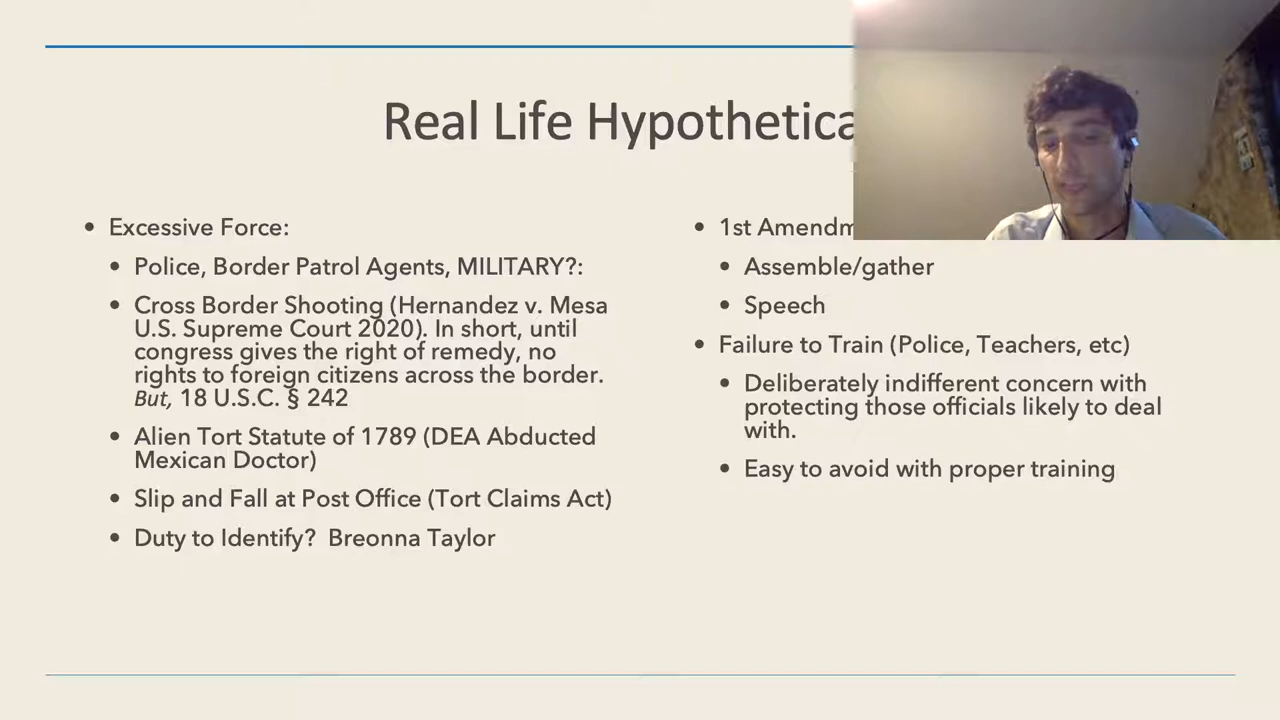 Real Life Hypothetica
• Excessive Force:
• Police, Border Patrol Agents, MILITARY?:
• Cross Border Shooting (Hernandez v. Mesa
U.S. Supreme Court 2020). In short, until
congress gives the right of remedy, no
rights to foreign citizens across the border.
But, 18 U.S.C. § 242
• Alien Tort Statute of 1789 (DEA Abducted
Mexican Doctor)
• Slip and Fall at Post Office (Tort Claims Act)
• Duty to Identify?  Breonna Taylor
• 1st Amendm
• Assemble/gather
• Speech
• Failure to Train (Police, Teachers, etc)
• Deliberately indifferent concern with
protecting those officials likely to deal
with.
• Easy to avoid with proper training